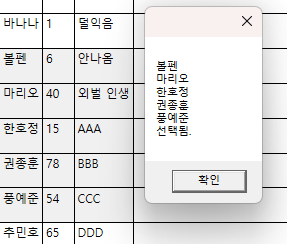 바나나 1 덜익음
볼펜 6 안나옴
마리오 40 외벌 인생
한호정 15 AAA
권종훈 78 BBB
풍예준 54 CCC
추민호 65 DDD
볼펜
마리오
한호정
권종훈
풍예준
선택됨.
확인